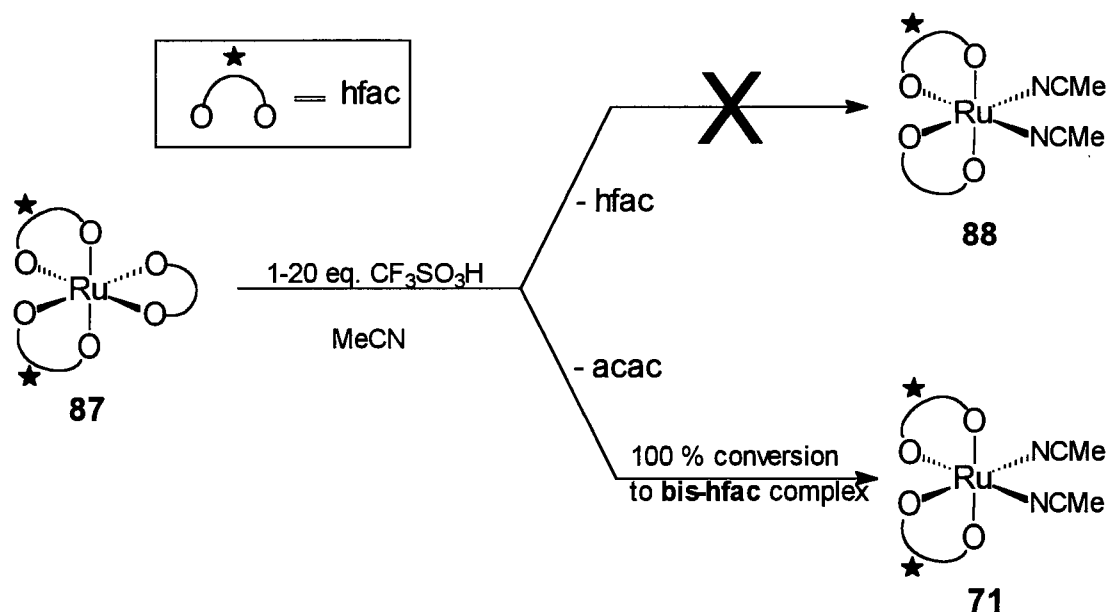 = hfac
O O
O
O
NCMe
Ru
O
NCMe
O
88
- hfac
O
O
O
Ru
O
O
O
87
1-20 eq. CF₃SO₃H
MeCN
X
- acac
100 % conversion
to bis-hfac complex
O
O
NCMe
Ru
O
NCMe
O
71